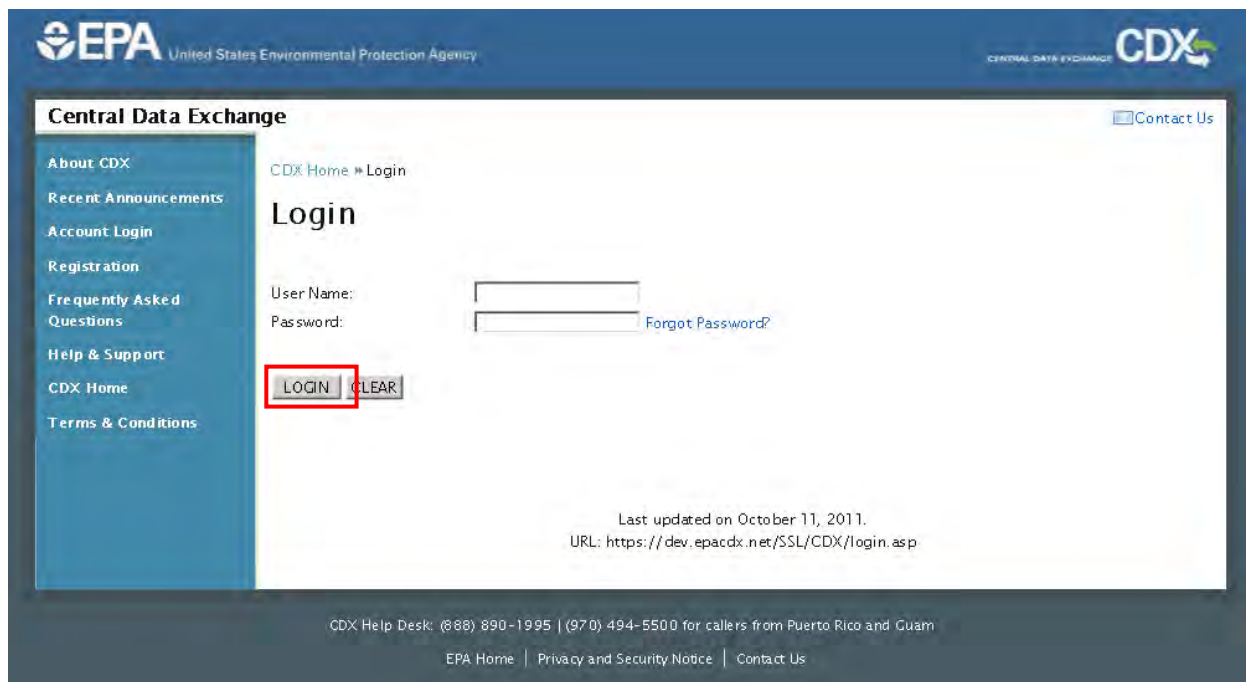 EPA United States Environmental Protection Agency
CENTRAL DATA EXCHANGE CDX
Central Data Exchange
Contact Us
About CDX
Recent Announcements
Account Login
Registration
Frequently Asked
Questions
Help & Support
CDX Home
Terms & Conditions
CDX Home » Login
Login
User Name:
Password:
Forgot Password?
LOGIN CLEAR
Last updated on October 11, 2011.
URL: https://dev.epacdx.net/SSL/CDX/login.asp
CDX Help Desk: (888) 890-1995 | (970) 494-5500 for callers from Puerto Rico and Guam
EPA Home | Privacy and Security Notice | Contact Us